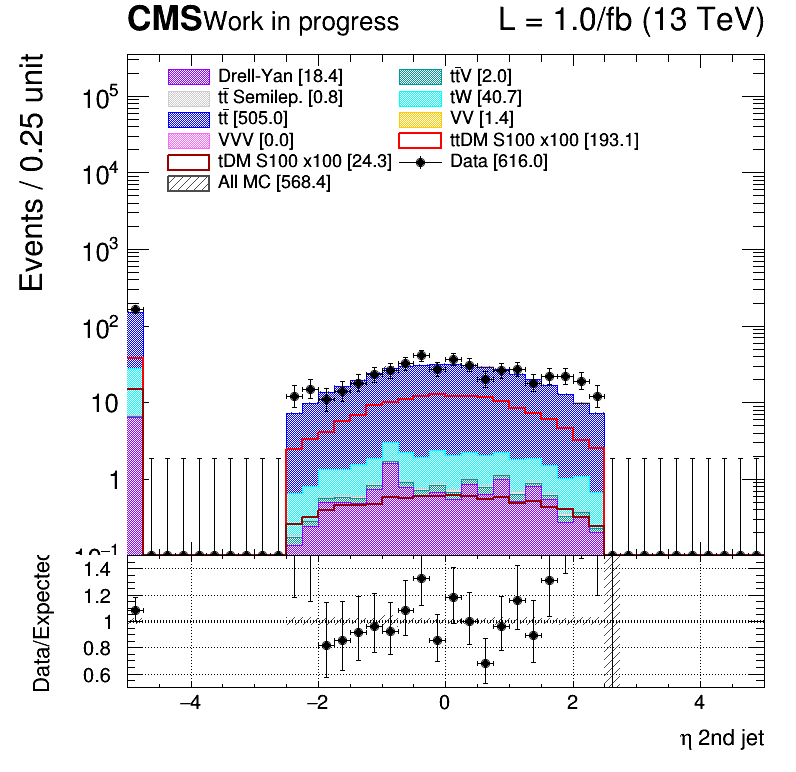 CMS Work in progress L = 1.0/fb (13 TeV)
Events / 0.25 unit
Drell-Yan [18.4] tt̄V [2.0]
tt̄ Semilep. [0.8] tW [40.7]
tt̄ [505.0] VV [1.4]
VVV [0.0] ttDM S100 x100 [193.1]
tDM S100 x100 [24.3] Data [616.0]
All MC [568.4]
10⁵
10⁴
10³
10²
10
1
10⁻¹
Data/Expected
1.4
1.2
1
0.8
0.6
−4 −2 0 2 4
η 2nd jet